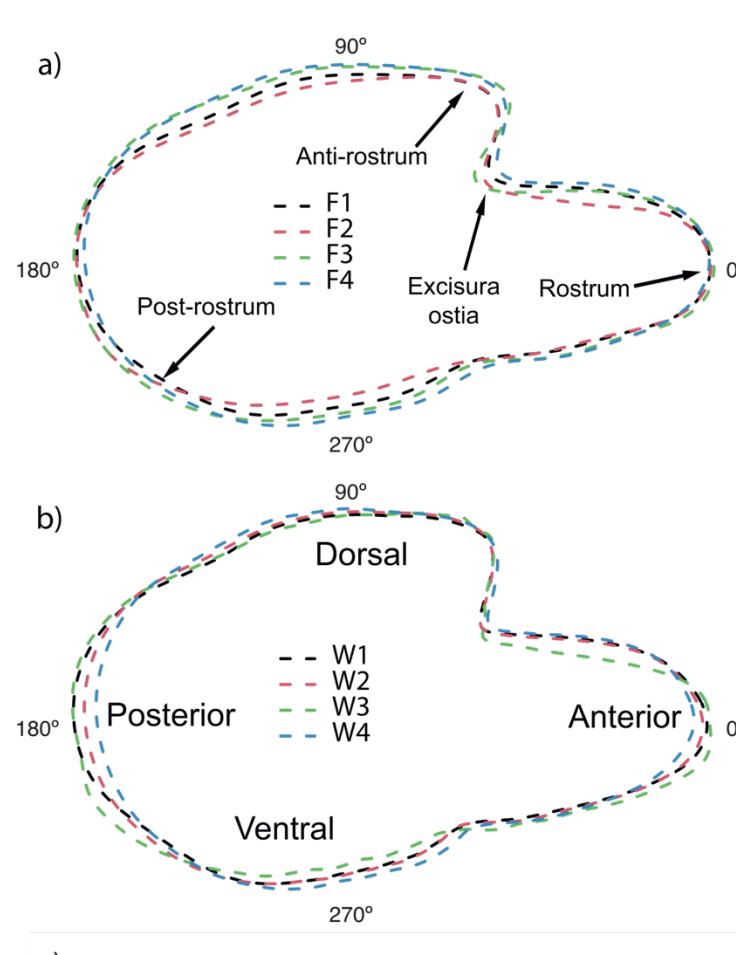 a)
90º
Anti-rostrum
F1
F2
F3
F4
180º
Excisura
ostia
Rostrum
0
Post-rostrum
270º
b)
90º
Dorsal
W1
W2
W3
W4
Posterior
Anterior
180º
0
Ventral
270º